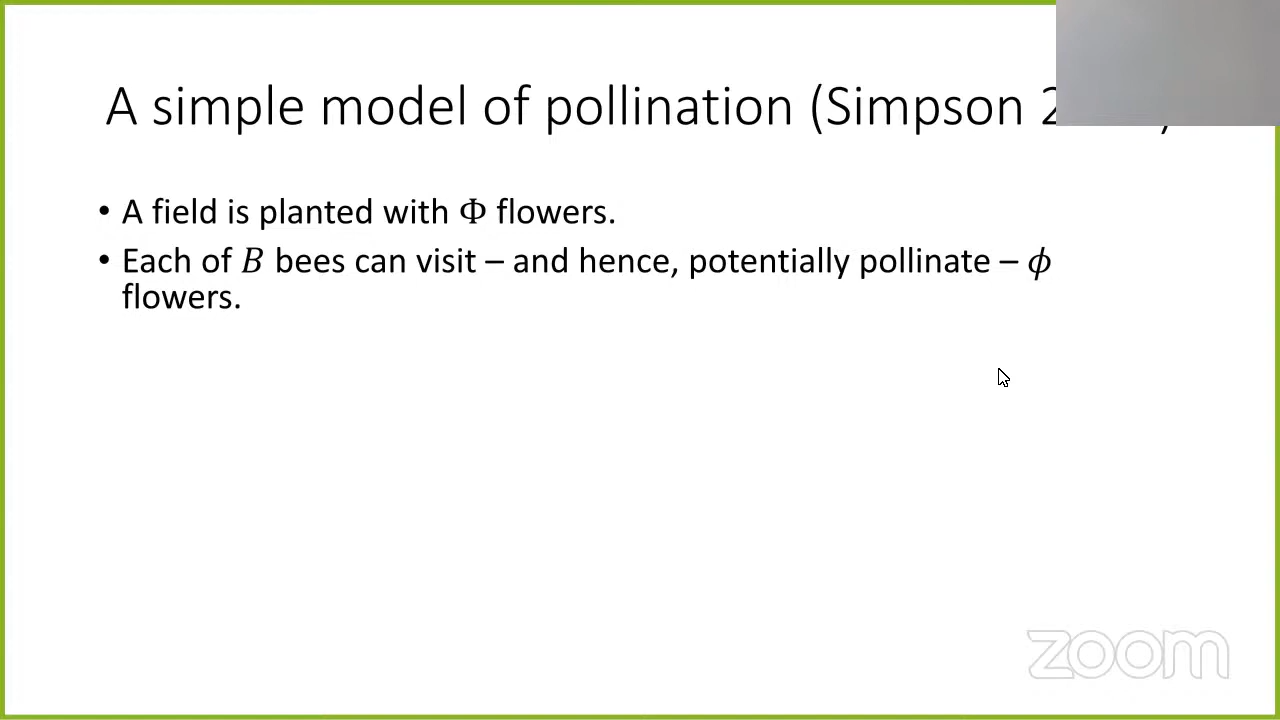 A simple model of pollination (Simpson 2)
• A field is planted with Φ flowers.
• Each of B bees can visit – and hence, potentially pollinate – ϕ
flowers.
zoom